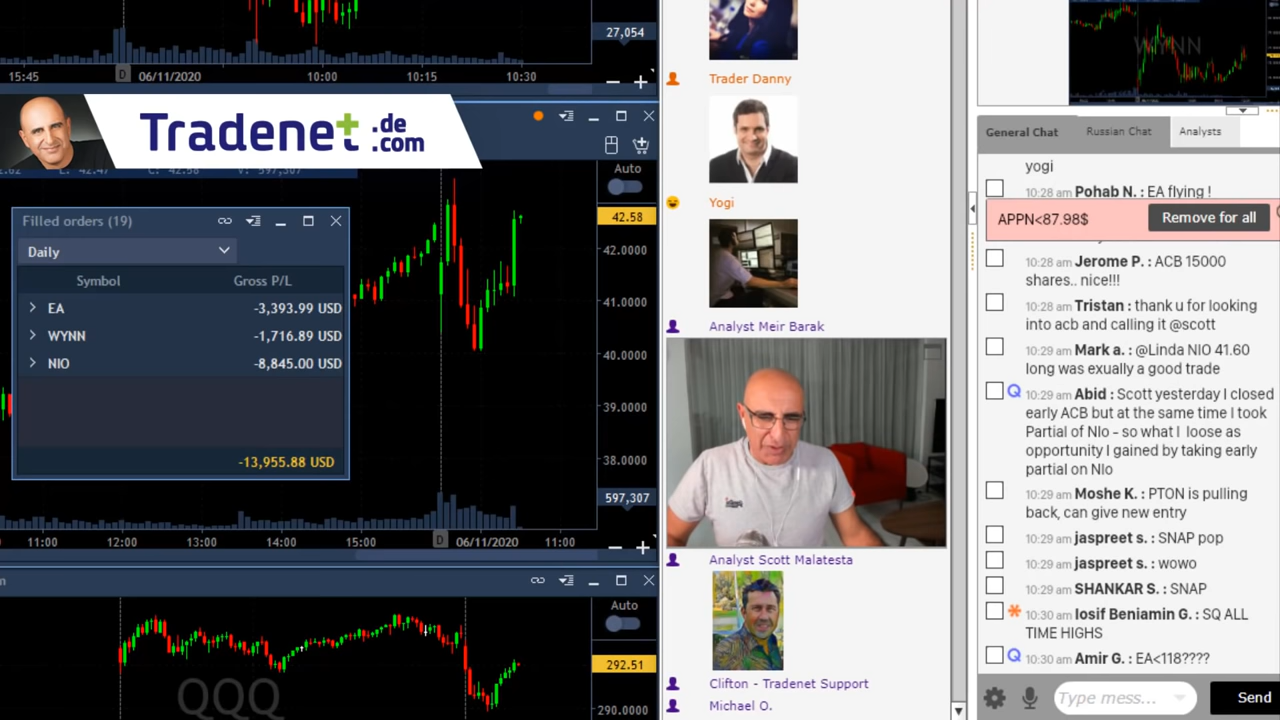 27,054
15:45
D
06/11/2020
10:00
10:15
10:30
Tradenet .de
.com
L: 42.47 C: 42.58 V: 597,307
Auto
42.58
42.0000
41.0000
40.0000
39.0000
38.0000
597,307
Filled orders (19)
Daily
Symbol Gross P/L
EA -3,393.99 USD
WYNN -1,716.89 USD
NIO -8,845.00 USD
-13,955.88 USD
11:00 12:00 13:00 14:00 15:00 D 06/11/2020 11:00
Auto
292.51
290.0000
QQQ
Trader Danny
Yogi
Analyst Meir Barak
Analyst Scott Malatesta
Clifton - Tradenet Support
Michael O.
WYNN
General Chat Russian Chat Analysts
yogi
10:28 am Pohab N. : EA flying !
APPN<87.98$ Remove for all
10:28 am Jerome P. : ACB 15000
shares.. nice!!!
10:28 am Tristan : thank u for looking
into acb and calling it @scott
10:29 am Mark a. : @Linda NIO 41.60
long was exually a good trade
10:29 am Abid : Scott yesterday I closed
early ACB but at the same time I took
Partial of NIo - so what I loose as
opportunity I gained by taking early
partial on NIo
10:29 am Moshe K. : PTON is pulling
back, can give new entry
10:29 am jaspreet s. : SNAP pop
10:29 am jaspreet s. : wowo
10:29 am SHANKAR S. : SNAP
10:30 am Iosif Beniamin G. : SQ ALL
TIME HIGHS
10:30 am Amir G. : EA<118????
Type mess... Send